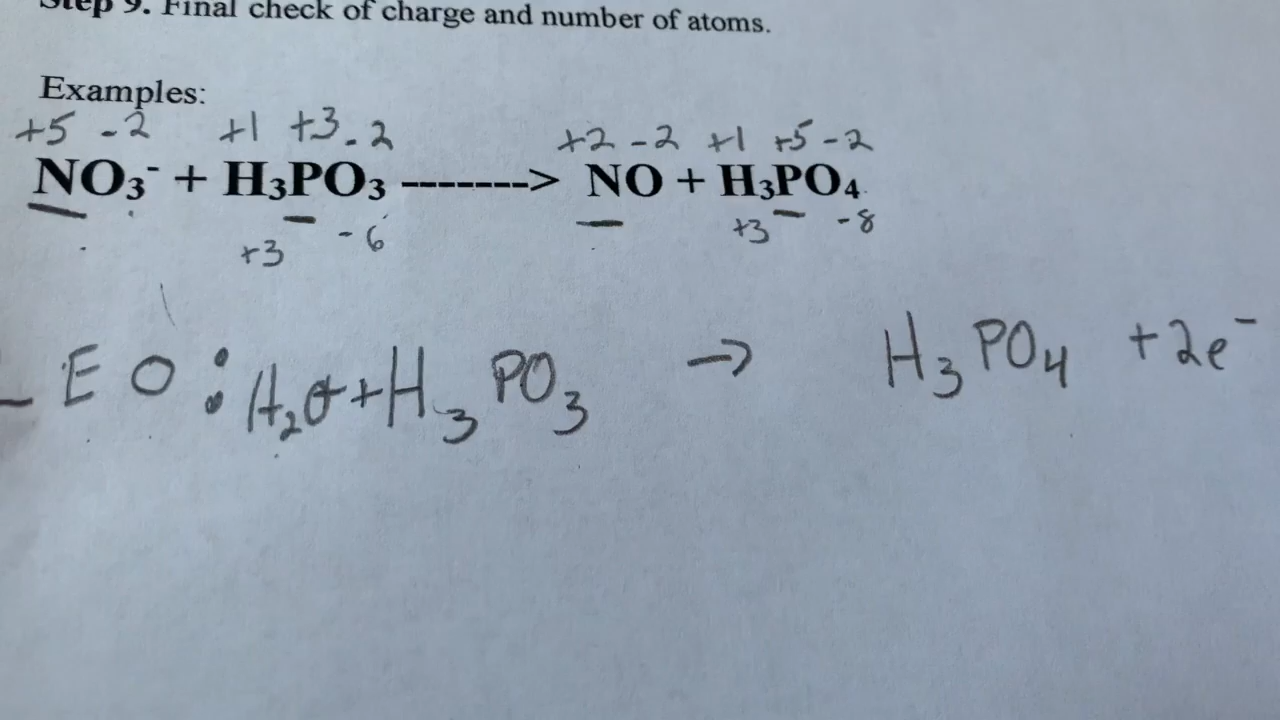 Step 9. Final check of charge and number of atoms.
Examples:
+5 -2 +1 +3 -2 +2 -2 +1 +5 -2
NO₃⁻ + H₃PO₃ -------> NO + H₃PO₄
+3 -6 +3 -8
EO: H₂O + H₃PO₃ → H₃PO₄ + 2e⁻